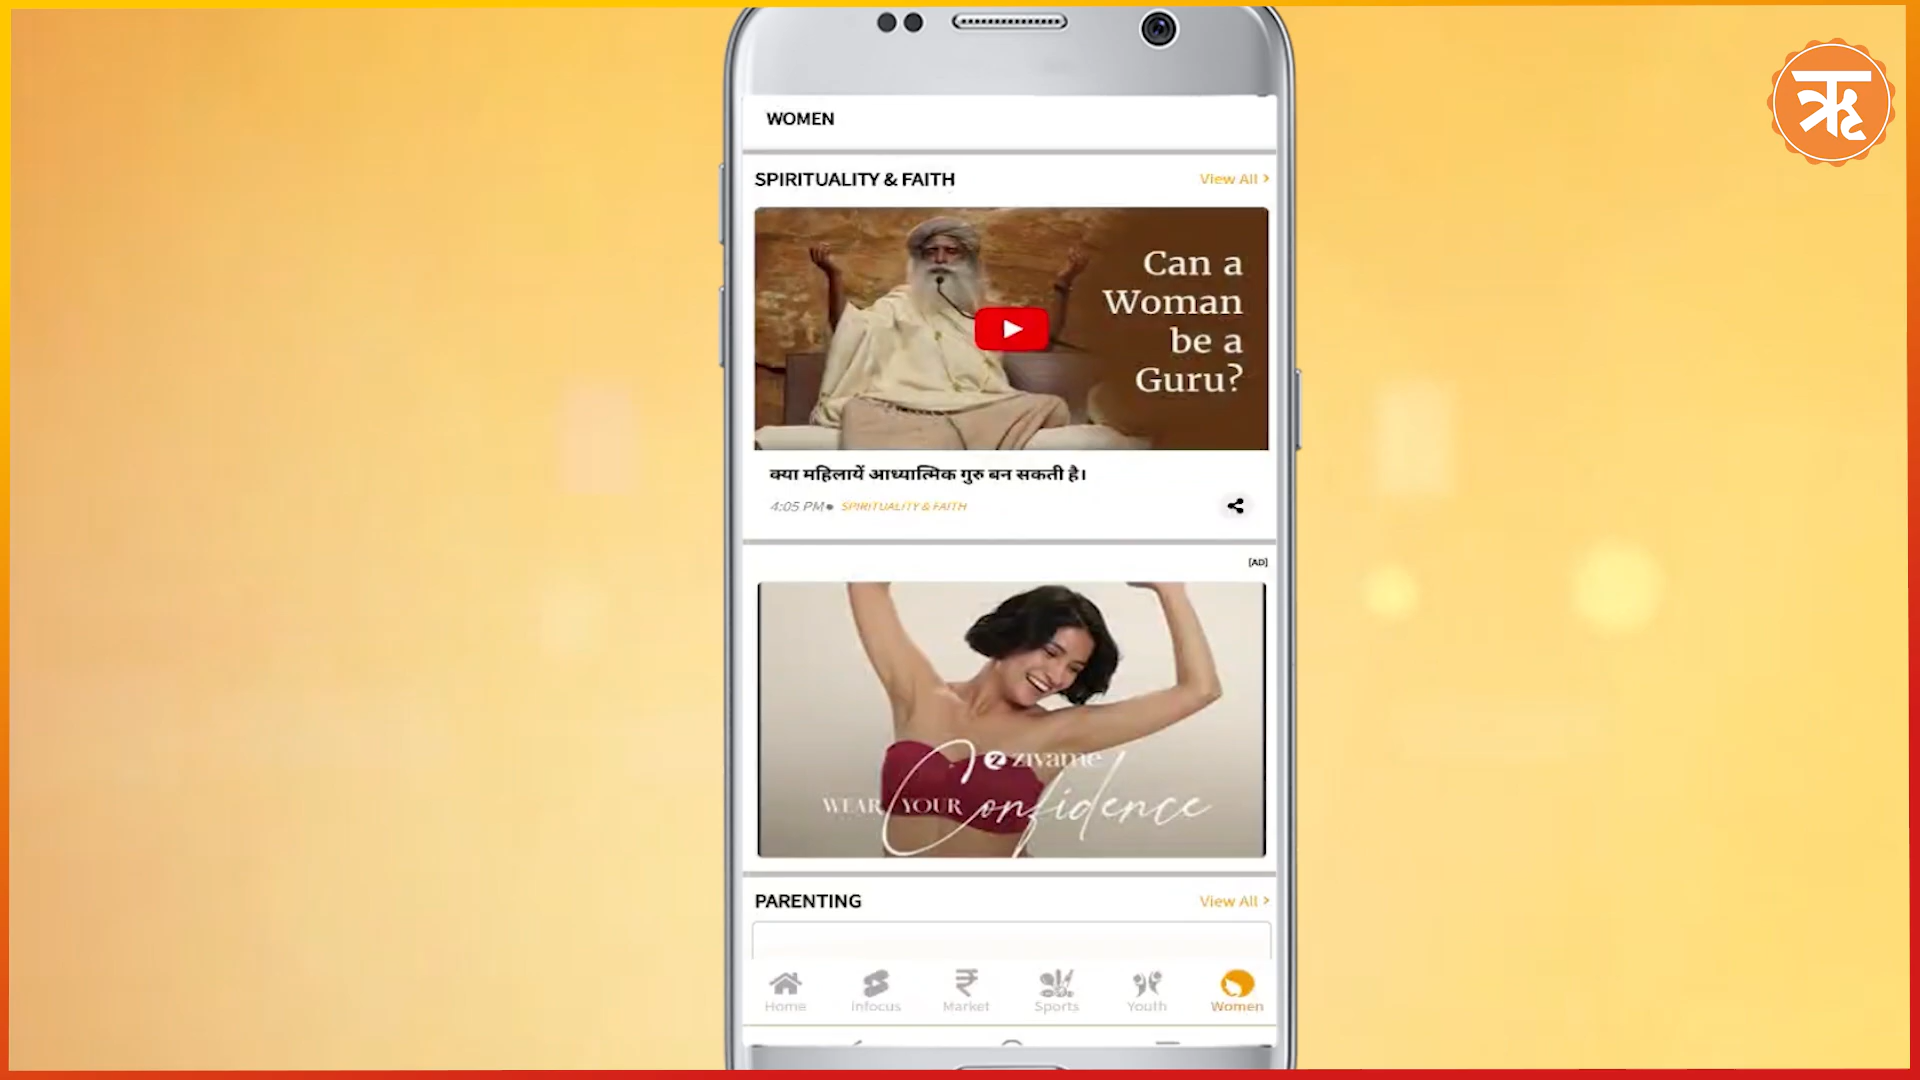 ऋ
WOMEN
SPIRITUALITY & FAITH
View All >
Can a
Woman
be a
Guru?
क्या महिलायें आध्यात्मिक गुरु बन सकती है।
4:05 PM● SPIRITUALITY & FAITH
[AD]
zivame
WEAR YOUR Confidence
PARENTING
View All >
Home
Infocus
Market
Sports
Youth
Women